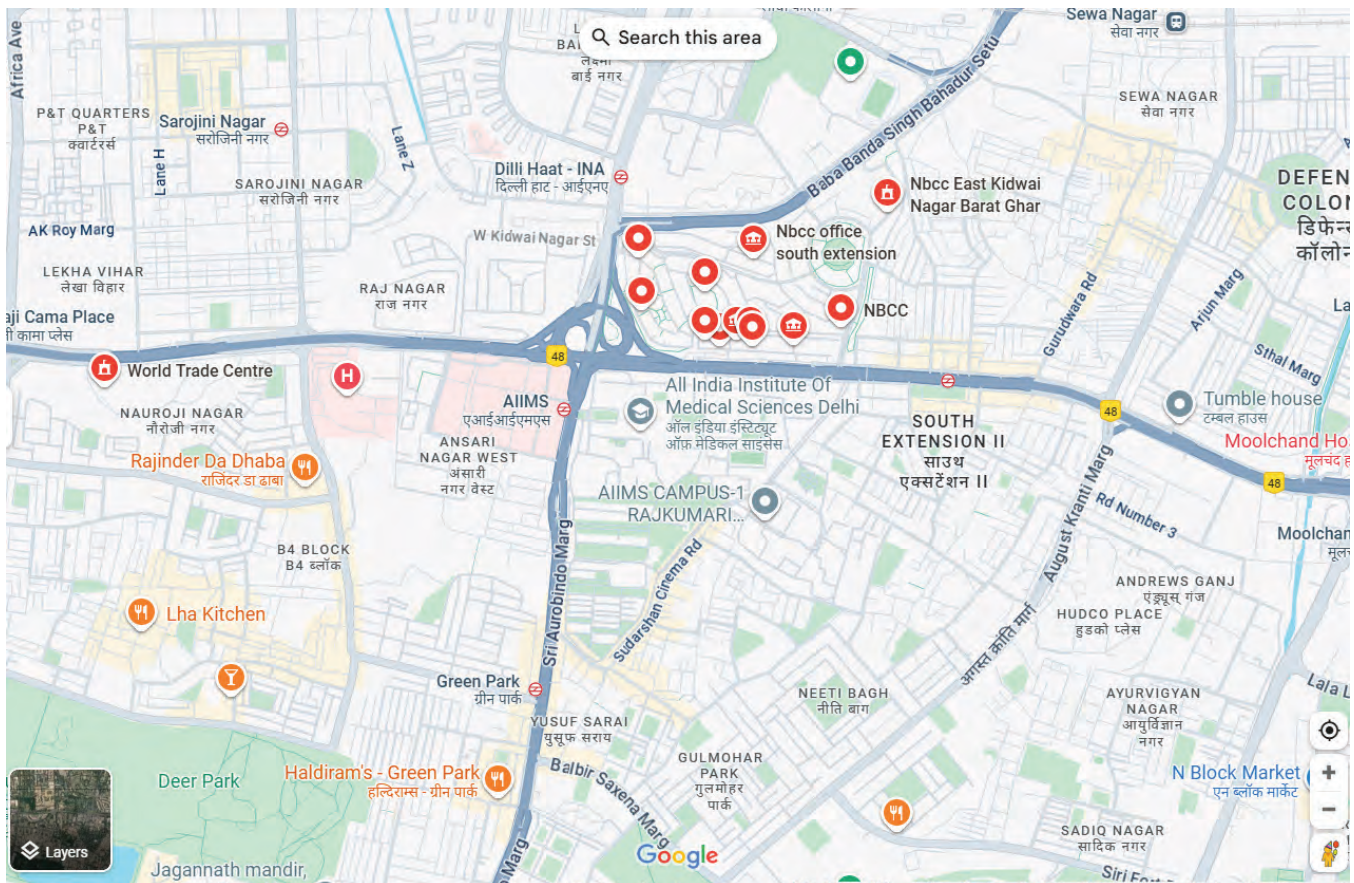 Search this area
Africa Ave
बाई नगर
Sewa Nagar
सेवा नगर
P&T QUARTERS
P&T
क्वार्टरर्स
Sarojini Nagar
सरोजिनी नगर
Lane H
Lane Z
SEWA NAGAR
सेवा नगर
Baba Banda Singh Bahadur Setu
Dilli Haat - INA
दिल्ली हाट - आईएनए
SAROJINI NAGAR
सरोजिनी नगर
Nbcc East Kidwai
Nagar Barat Ghar
AK Roy Marg
W Kidwai Nagar St
Nbcc office
south extension
LEKHA VIHAR
लेखा विहार
RAJ NAGAR
राज नगर
NBCC
Gurudwara Rd
Arjun Marg
aji Cama Place
ी कामा प्लेस
Sthal Marg
48
World Trade Centre
H
AIIMS
एआईआईएमएस
All India Institute Of
Medical Sciences Delhi
ऑल इंडिया इंस्टिट्यूट
ऑफ़ मेडिकल साइंसेस
48
Tumble house
टम्बल हाउस
NAUROJI NAGAR
नौरोजी नगर
SOUTH
EXTENSION II
साउथ
एक्सटेंशन II
ANSARI
NAGAR WEST
अंसारी
नगर वेस्ट
Rajinder Da Dhaba
राजिंदर डा ढाबा
48
AIIMS CAMPUS-1
RAJKUMARI...
Rd Number 3
August Kranti Marg
अगस्त क्रांति मार्ग
B4 BLOCK
B4 ब्लॉक
Sri Aurobindo Marg
Sudarshan Cinema Rd
ANDREWS GANJ
एंड्र्यूस् गंज
HUDCO PLACE
हुडको प्लेस
Lha Kitchen
Green Park
ग्रीन पार्क
NEETI BAGH
नीति बाग
AYURVIGYAN
NAGAR
आयुर्विज्ञान
नगर
YUSUF SARAI
युसूफ सराय
Balbir Saxena Marg
GULMOHAR
PARK
गुलमोहर
पार्क
Deer Park
Haldiram's - Green Park
हल्दिराम्स - ग्रीन पार्क
N Block Market
एन ब्लॉक मार्केट
SADIQ NAGAR
सादिक नगर
Layers
Google
Jagannath mandir,
Marg